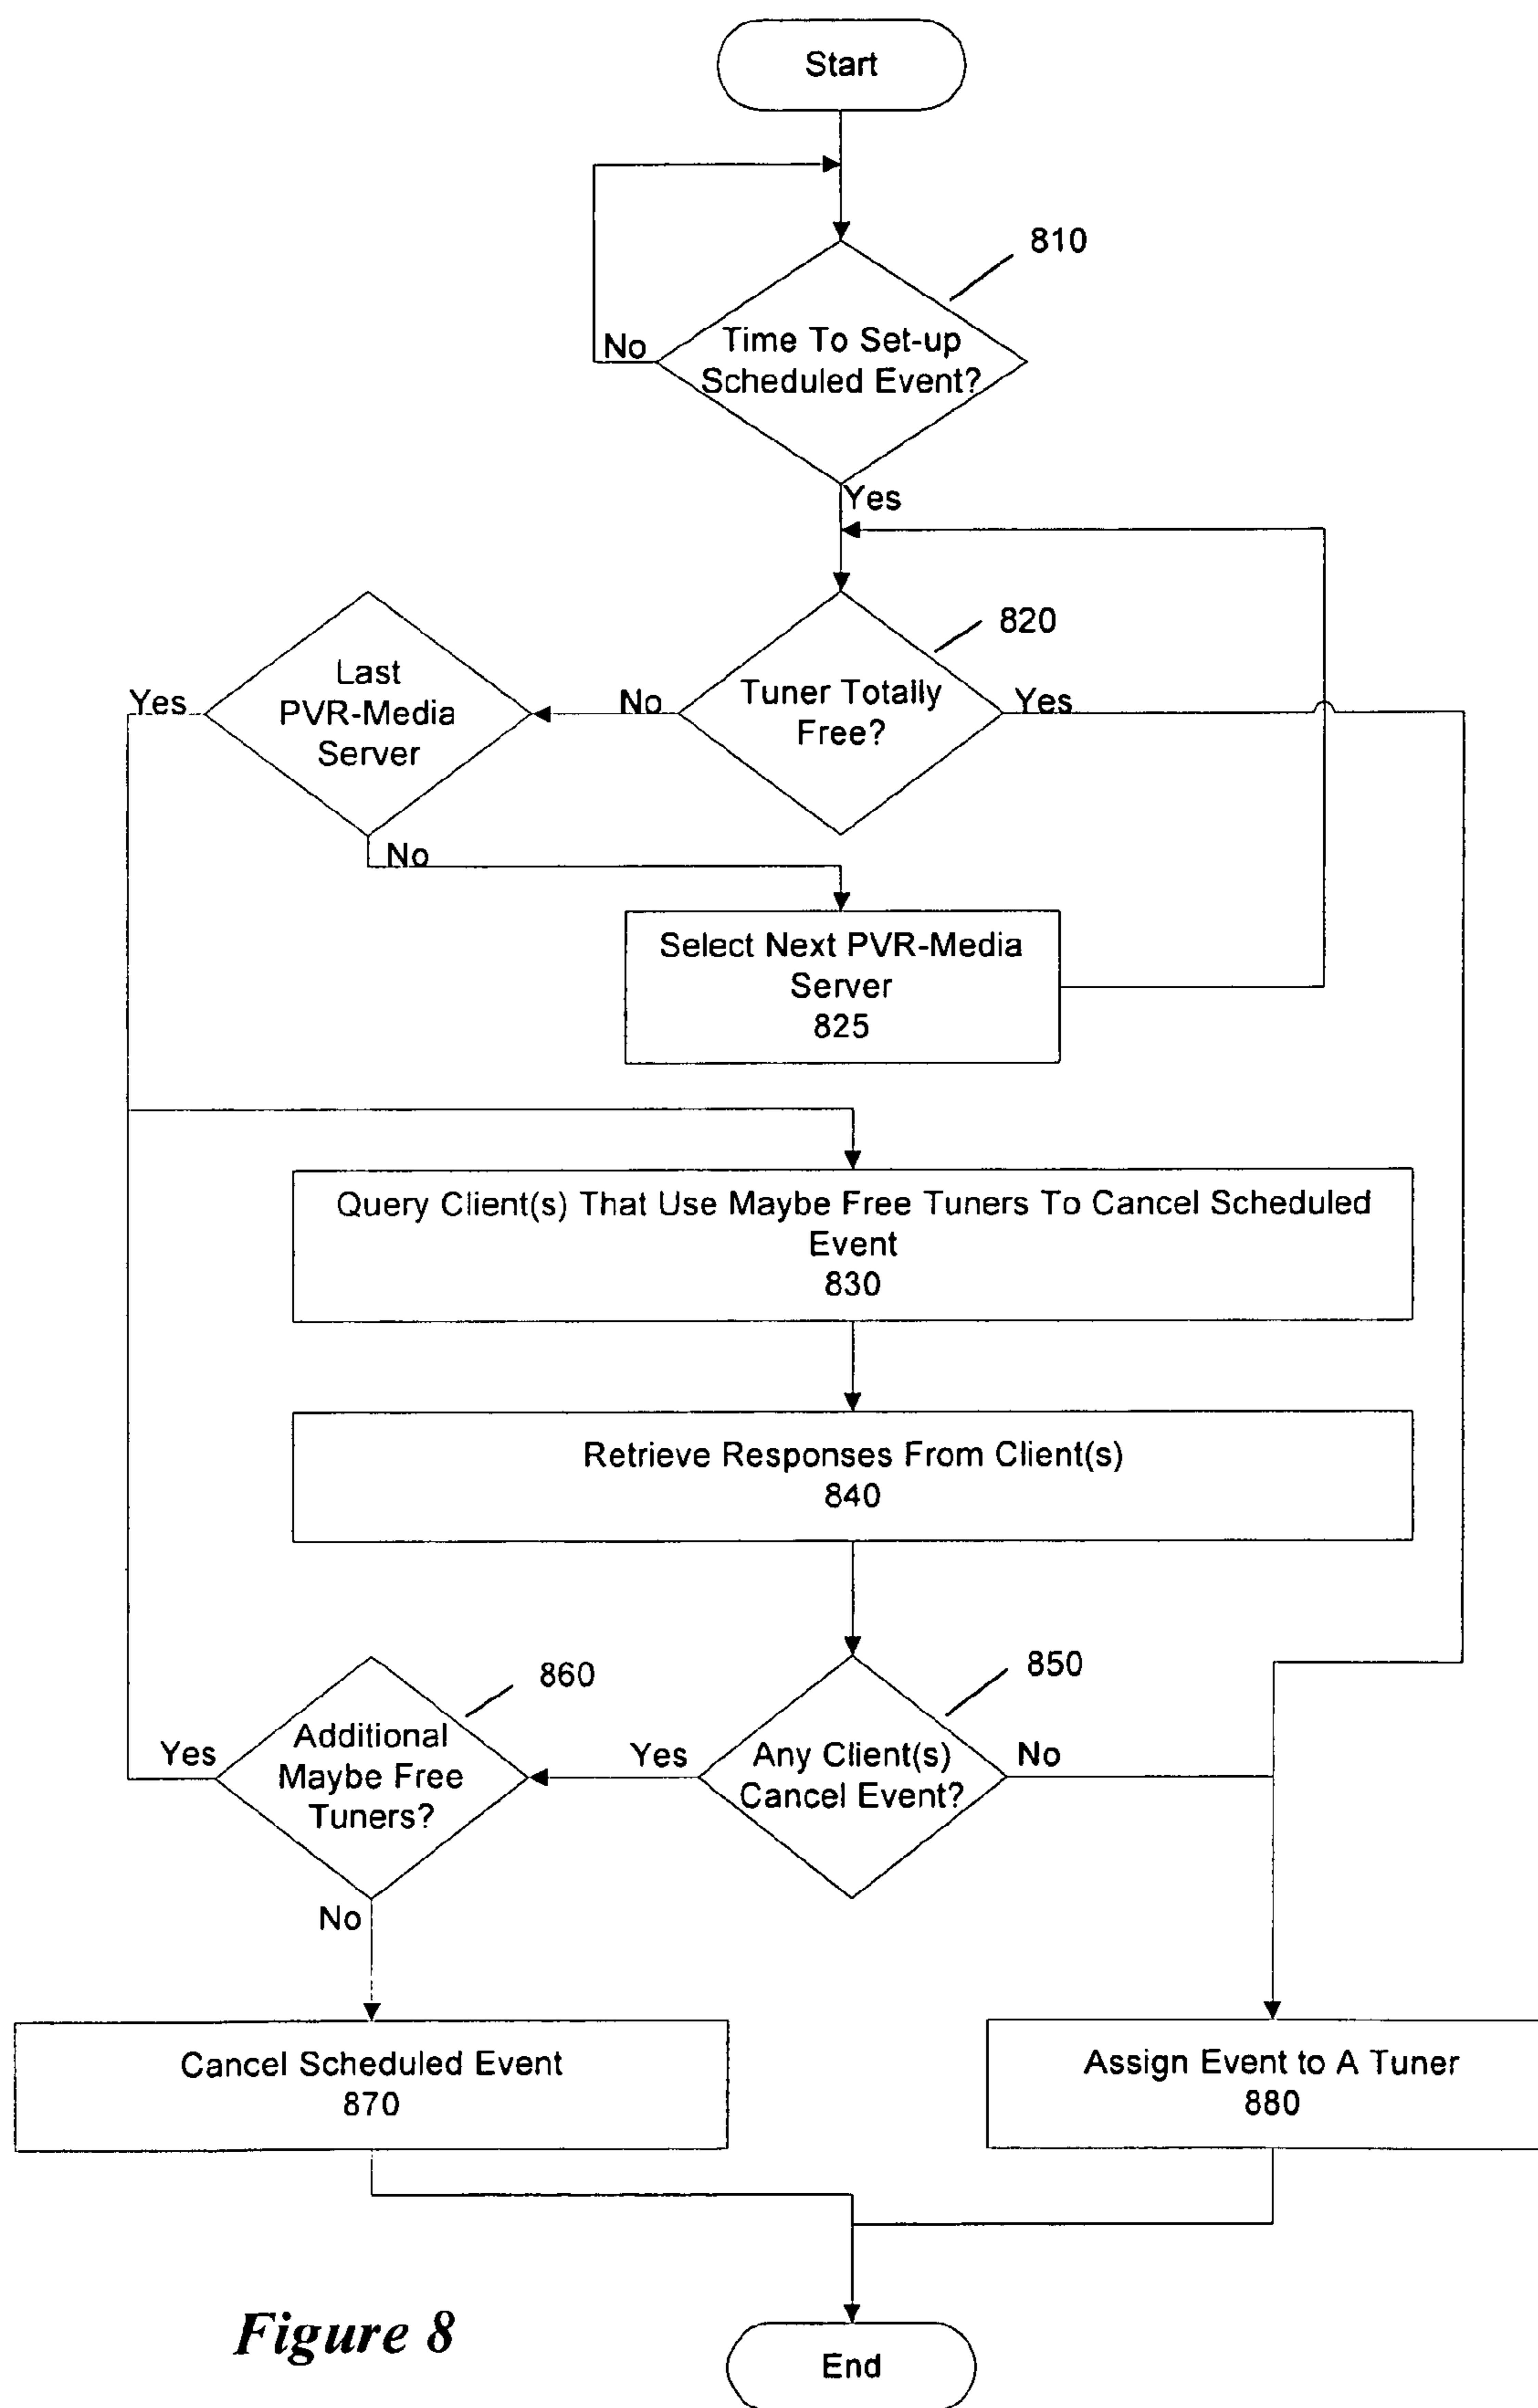 Start
810
Time To Set-up
Scheduled Event?
No
Yes
820
Last
PVR-Media
Server
Yes
No
Tuner Totally
Free?
Yes
No
Select Next PVR-Media
Server
825
Query Client(s) That Use Maybe Free Tuners To Cancel Scheduled
Event
830
Retrieve Responses From Client(s)
840
850
860
Additional
Maybe Free
Tuners?
Yes
Yes
Any Client(s)
Cancel Event?
No
No
Cancel Scheduled Event
870
Assign Event to A Tuner
880
Figure 8
End